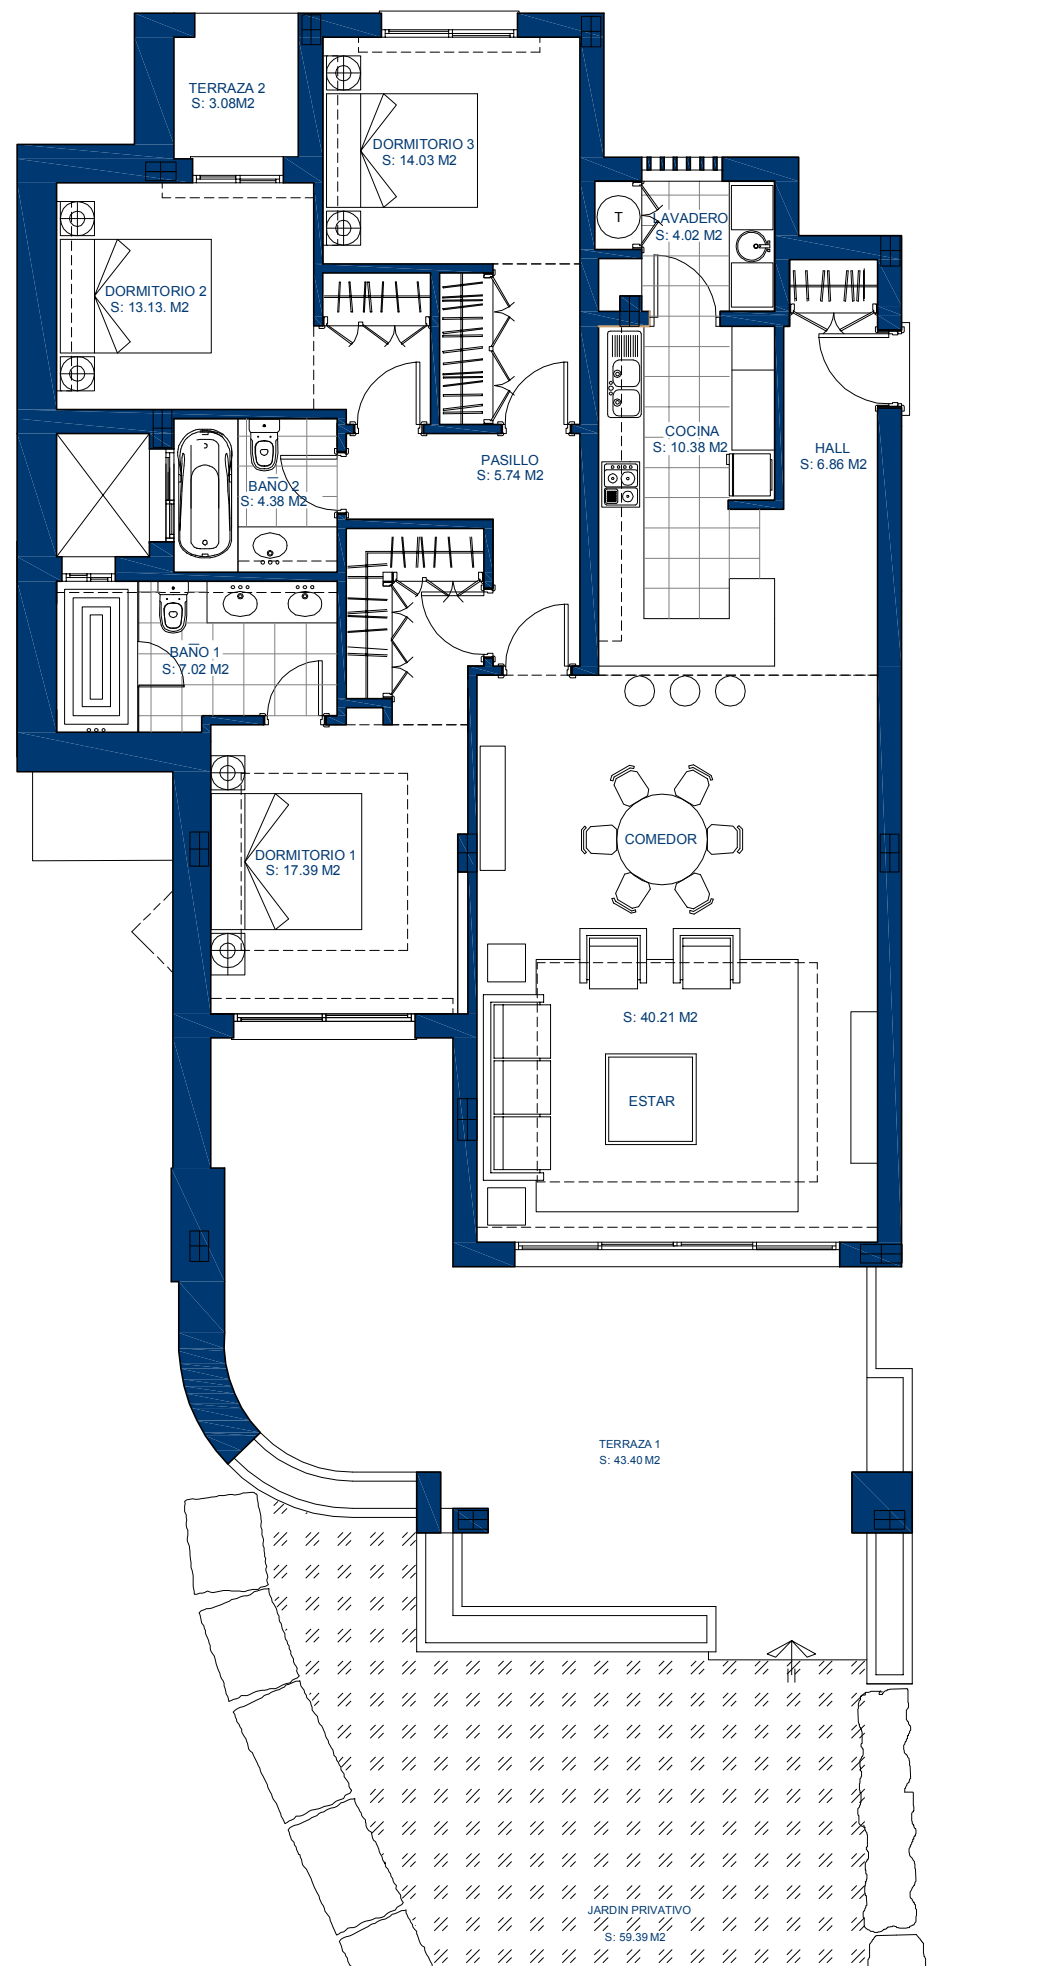 TERRAZA 2
S: 3.08M2
DORMITORIO 3
S: 14.03 M2
T
LAVADERO
S: 4.02 M2
DORMITORIO 2
S: 13.13. M2
COCINA
S: 10.38 M2
HALL
S: 6.86 M2
PASILLO
S: 5.74 M2
BAÑO 2
S: 4.38 M2
BAÑO 1
S: 7.02 M2
COMEDOR
DORMITORIO 1
S: 17.39 M2
S: 40.21 M2
ESTAR
TERRAZA 1
S: 43.40 M2
JARDIN PRIVATIVO
S: 59.39 M2